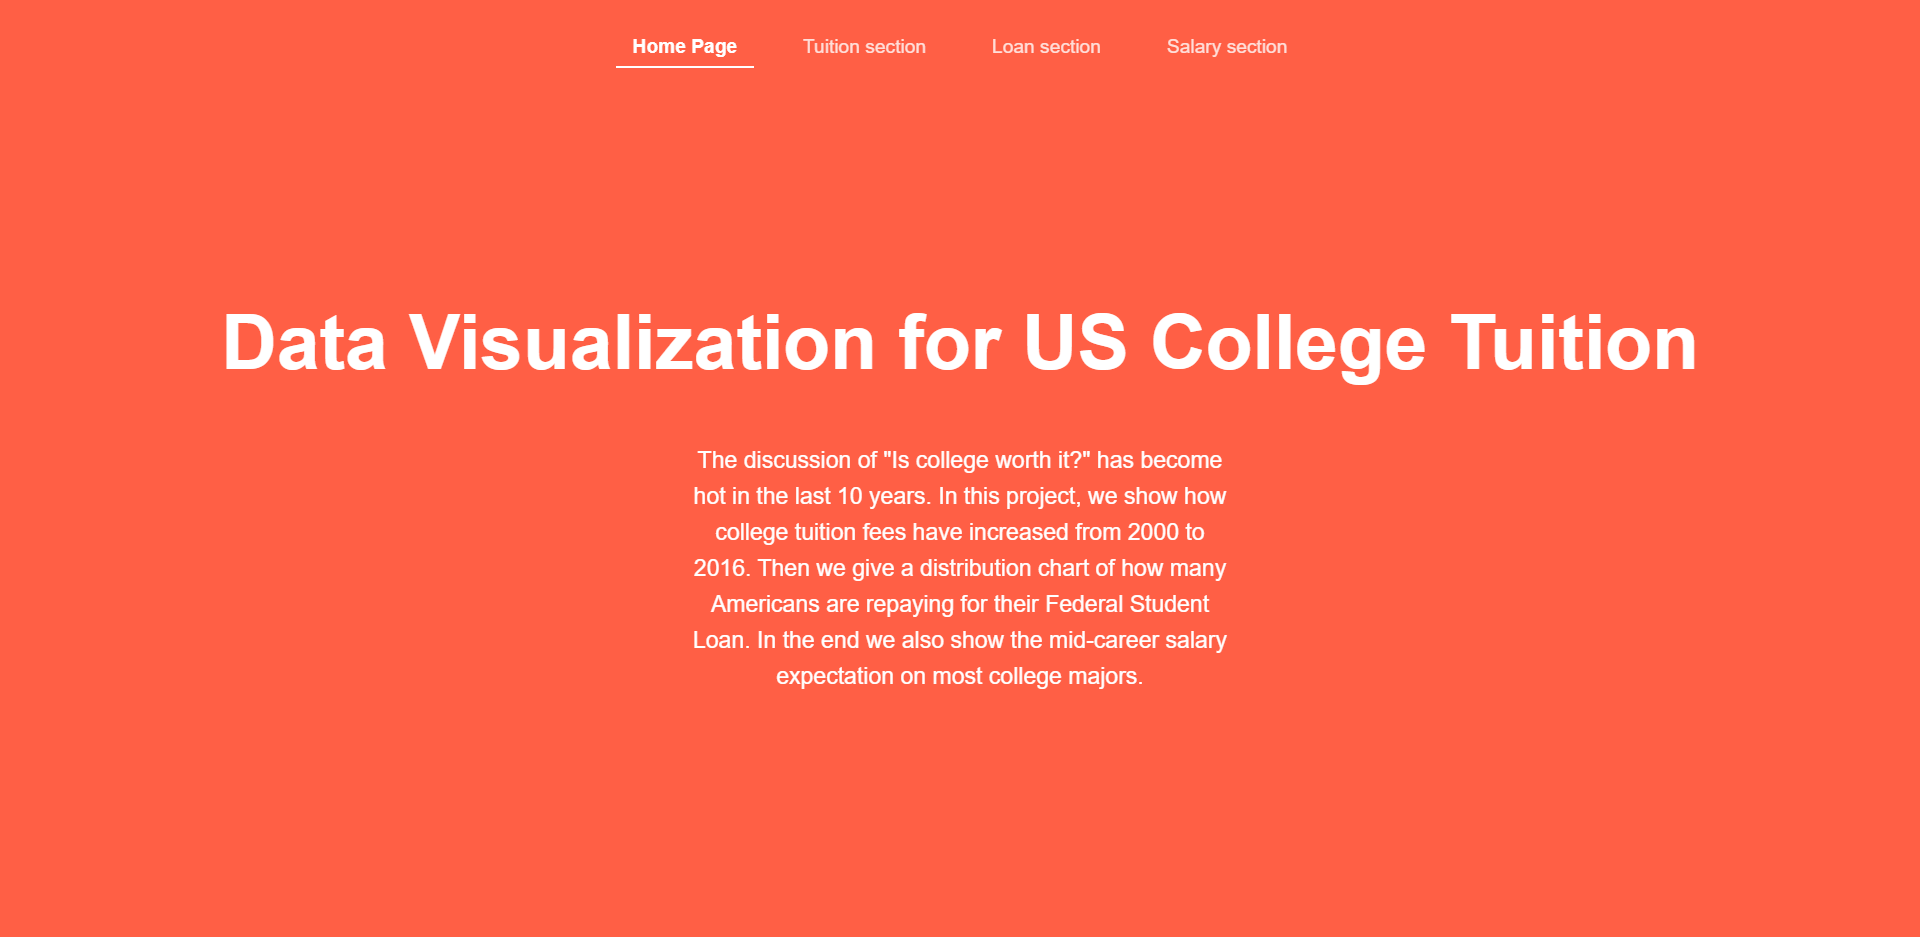 Home Page Tuition section Loan section Salary section
Data Visualization for US College Tuition
The discussion of "Is college worth it?" has become
hot in the last 10 years. In this project, we show how
college tuition fees have increased from 2000 to
2016. Then we give a distribution chart of how many
Americans are repaying for their Federal Student
Loan. In the end we also show the mid-career salary
expectation on most college majors.